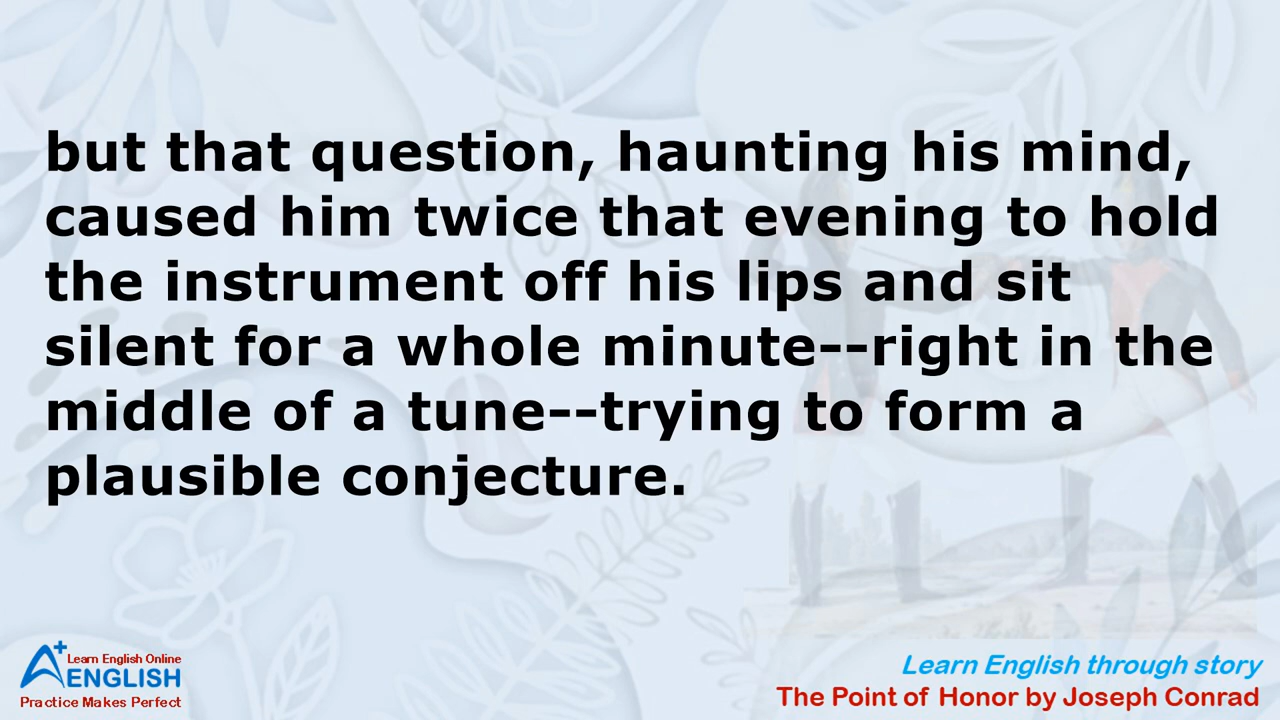 but that question, haunting his mind,
caused him twice that evening to hold
the instrument off his lips and sit
silent for a whole minute--right in the
middle of a tune--trying to form a
plausible conjecture.
A+ Learn English Online
ENGLISH
Practice Makes Perfect
Learn English through story
The Point of Honor by Joseph Conrad